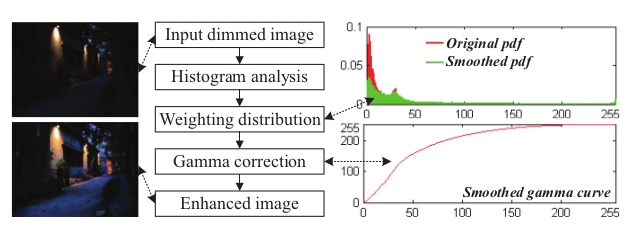 Input dimmed image
Histogram analysis
Weighting distribution
Gamma correction
Enhanced image
0.1
0.05
0
Original pdf
Smoothed pdf
0 50 100 150 200 255
255
200
100
0
Smoothed gamma curve
0 50 100 150 200 255